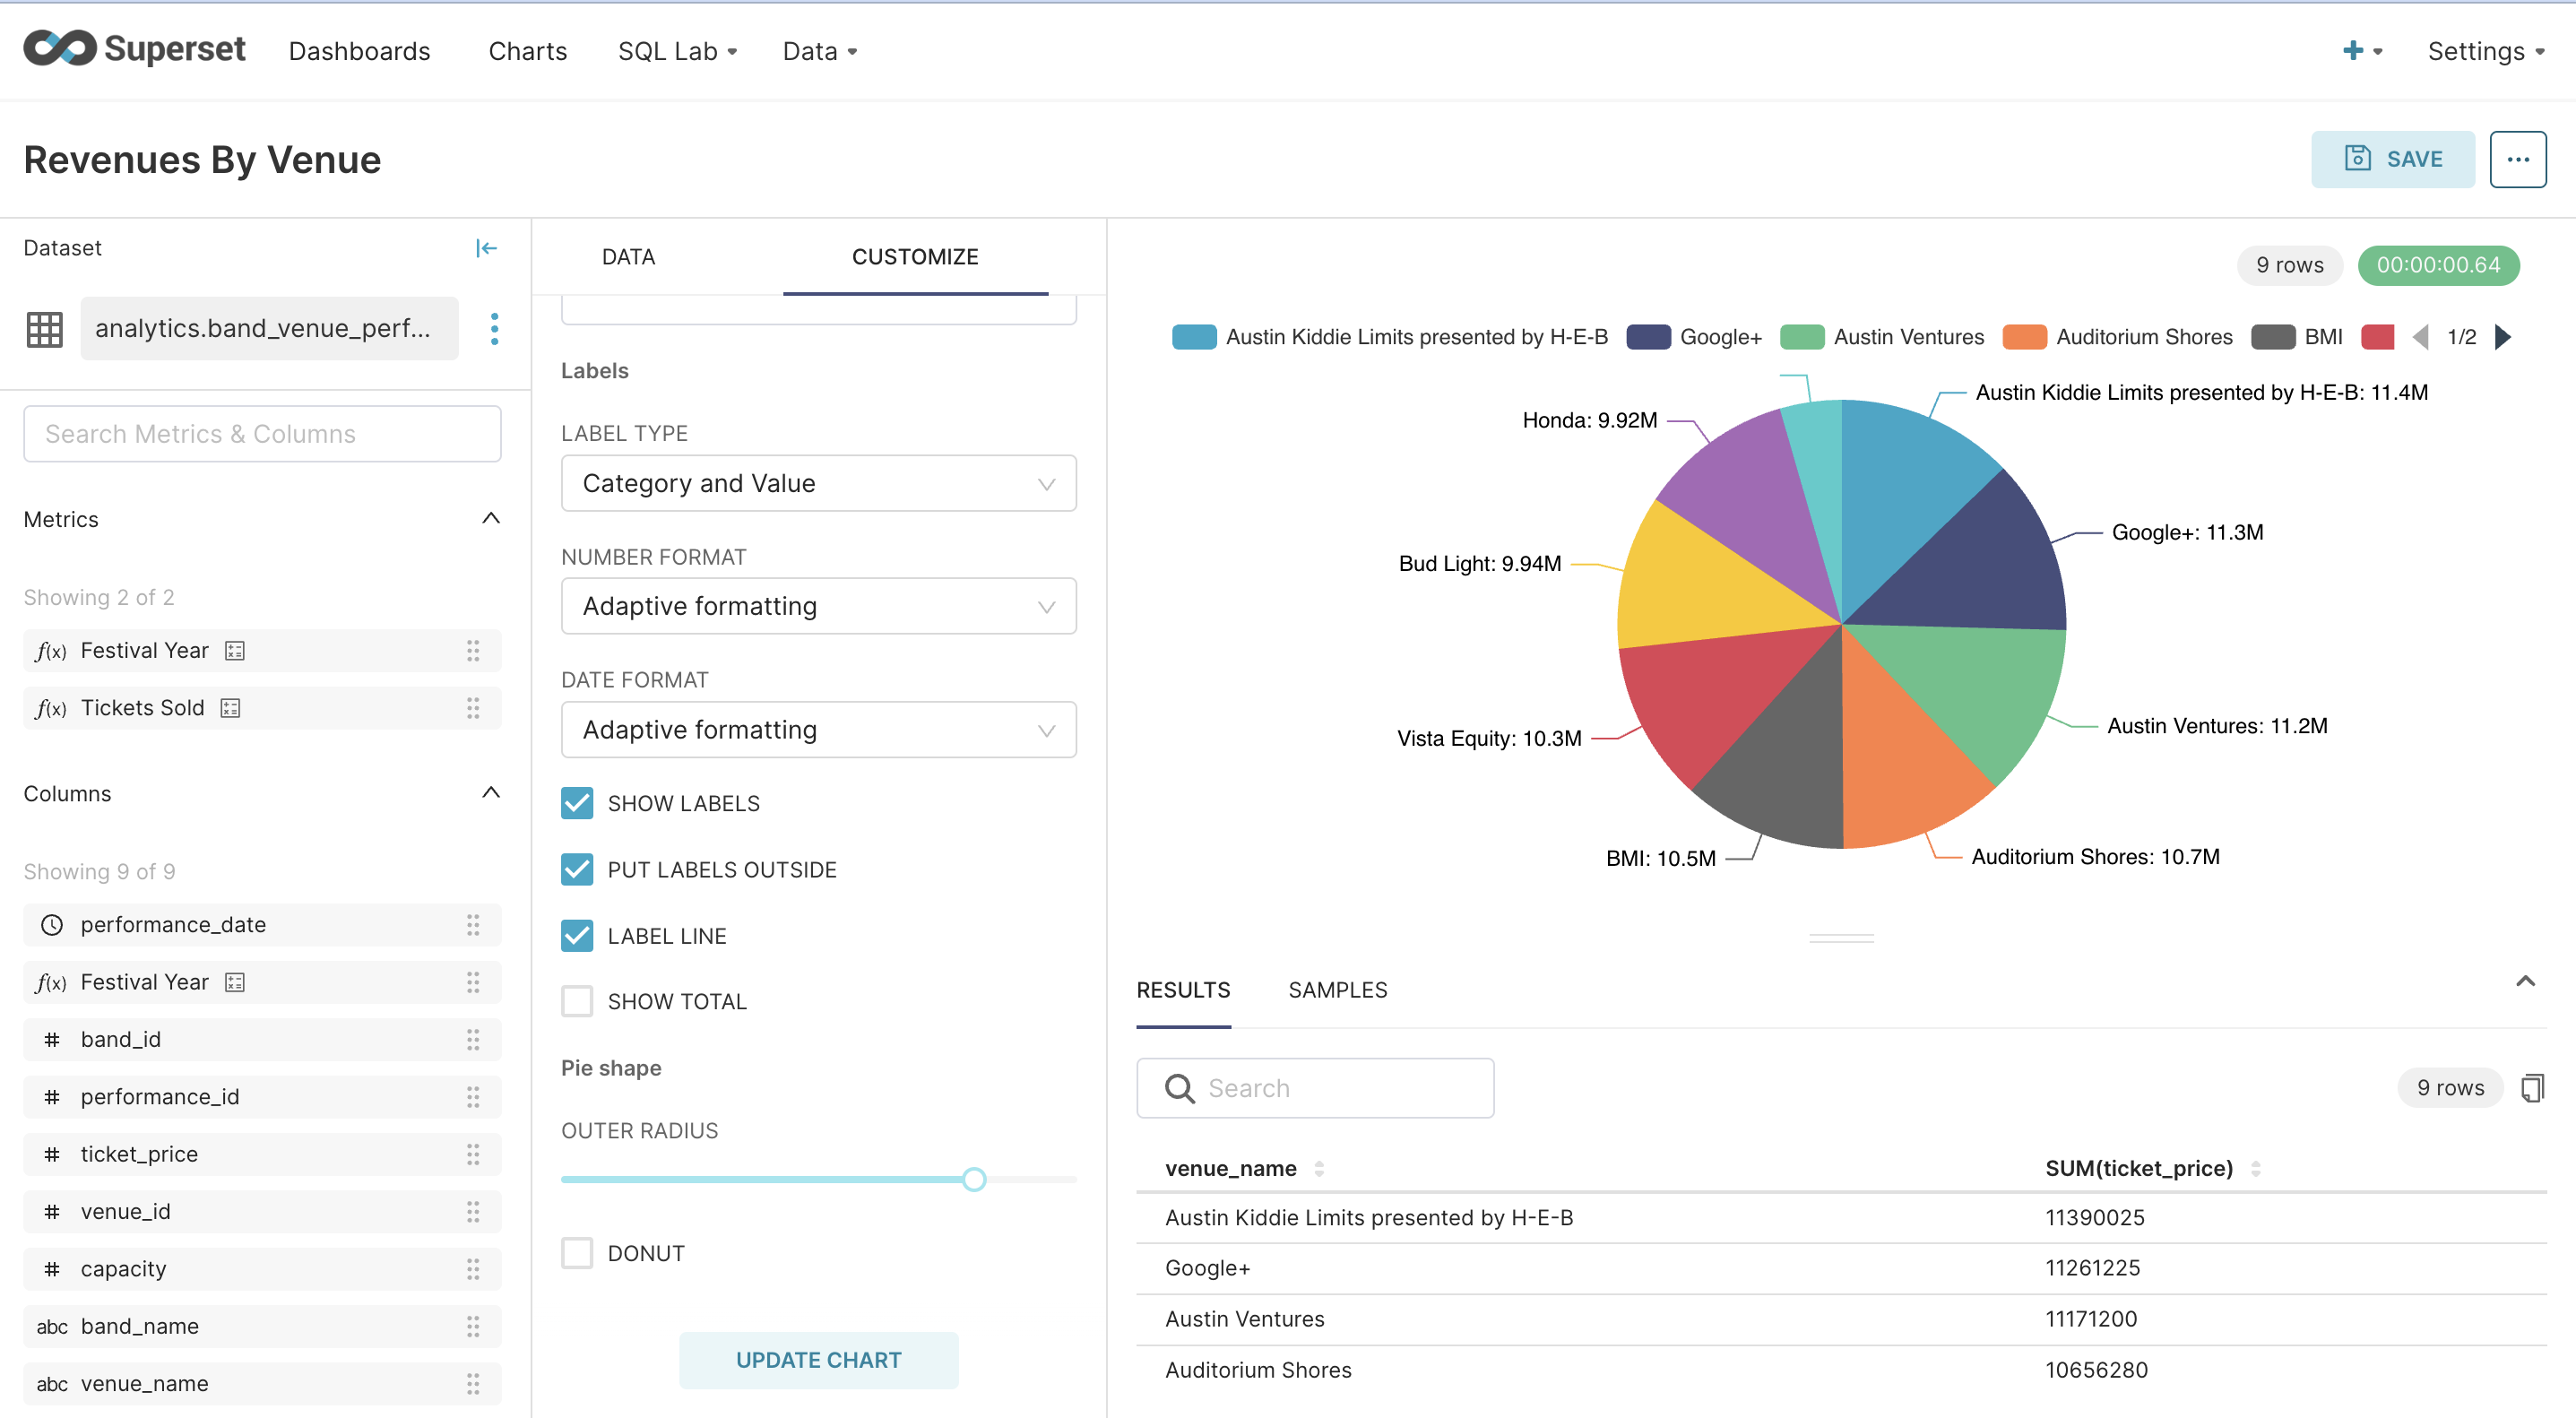 Superset
Dashboards
Charts
SQL Lab
Data
Settings
Revenues By Venue
SAVE
Dataset
analytics.band_venue_perf...
Search Metrics & Columns
Metrics
Showing 2 of 2
f(x) Festival Year
f(x) Tickets Sold
Columns
Showing 9 of 9
performance_date
f(x) Festival Year
# band_id
# performance_id
# ticket_price
# venue_id
# capacity
abc band_name
abc venue_name
DATA
CUSTOMIZE
Labels
LABEL TYPE
Category and Value
NUMBER FORMAT
Adaptive formatting
DATE FORMAT
Adaptive formatting
SHOW LABELS
PUT LABELS OUTSIDE
LABEL LINE
SHOW TOTAL
Pie shape
OUTER RADIUS
DONUT
UPDATE CHART
9 rows
00:00:00.64
Austin Kiddie Limits presented by H-E-B
Google+
Austin Ventures
Auditorium Shores
BMI
1/2
Austin Kiddie Limits presented by H-E-B: 11.4M
Honda: 9.92M
Google+: 11.3M
Bud Light: 9.94M
Austin Ventures: 11.2M
Vista Equity: 10.3M
Auditorium Shores: 10.7M
BMI: 10.5M
RESULTS
SAMPLES
Search
9 rows
venue_name
SUM(ticket_price)
Austin Kiddie Limits presented by H-E-B
11390025
Google+
11261225
Austin Ventures
11171200
Auditorium Shores
10656280